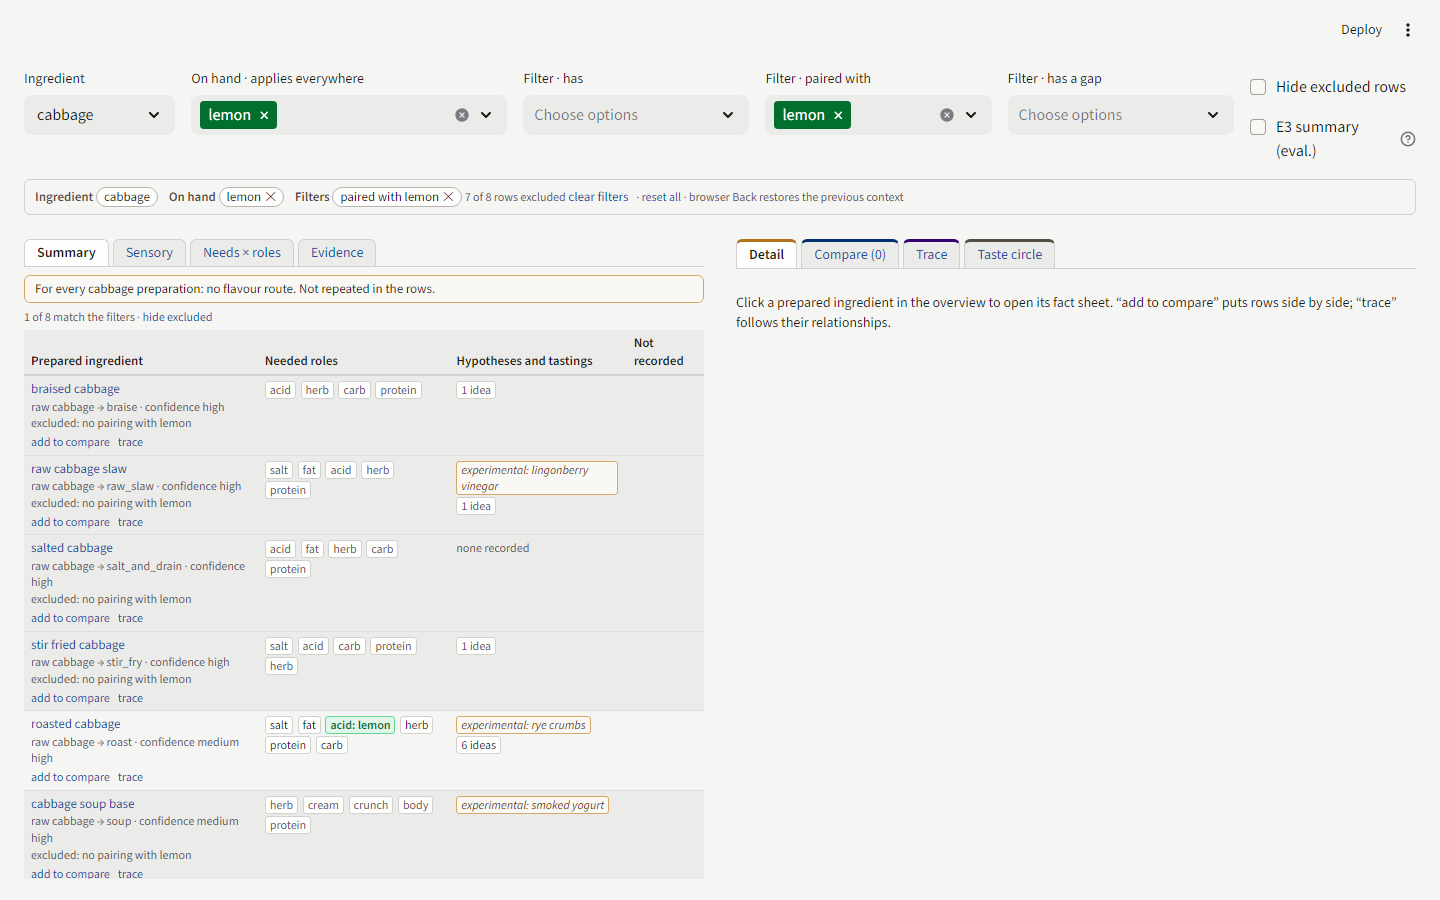 Deploy
Ingredient
On hand · applies everywhere
Filter · has
Filter · paired with
Filter · has a gap
cabbage
lemon ×
Choose options
lemon ×
Choose options
Hide excluded rows
E3 summary
(eval.)
Ingredient cabbage On hand lemon × Filters paired with lemon × 7 of 8 rows excluded clear filters · reset all · browser Back restores the previous context
Summary Sensory Needs × roles Evidence
For every cabbage preparation: no flavour route. Not repeated in the rows.
1 of 8 match the filters · hide excluded
Prepared ingredient Needed roles Hypotheses and tastings Not
recorded
braised cabbage
raw cabbage → braise · confidence high
excluded: no pairing with lemon
add to compare trace
acid herb carb protein
1 idea
raw cabbage slaw
raw cabbage → raw_slaw · confidence high
excluded: no pairing with lemon
add to compare trace
salt fat acid herb
protein
experimental: lingonberry
vinegar
1 idea
salted cabbage
raw cabbage → salt_and_drain · confidence
high
excluded: no pairing with lemon
add to compare trace
acid fat herb carb
protein
none recorded
stir fried cabbage
raw cabbage → stir_fry · confidence high
excluded: no pairing with lemon
add to compare trace
salt acid carb protein
herb
1 idea
roasted cabbage
raw cabbage → roast · confidence medium
high
add to compare trace
salt fat acid: lemon herb
protein carb
experimental: rye crumbs
6 ideas
cabbage soup base
raw cabbage → soup · confidence medium
high
excluded: no pairing with lemon
add to compare trace
herb cream crunch body
protein
experimental: smoked yogurt
Detail Compare (0) Trace Taste circle
Click a prepared ingredient in the overview to open its fact sheet. “add to compare” puts rows side by side; “trace”
follows their relationships.